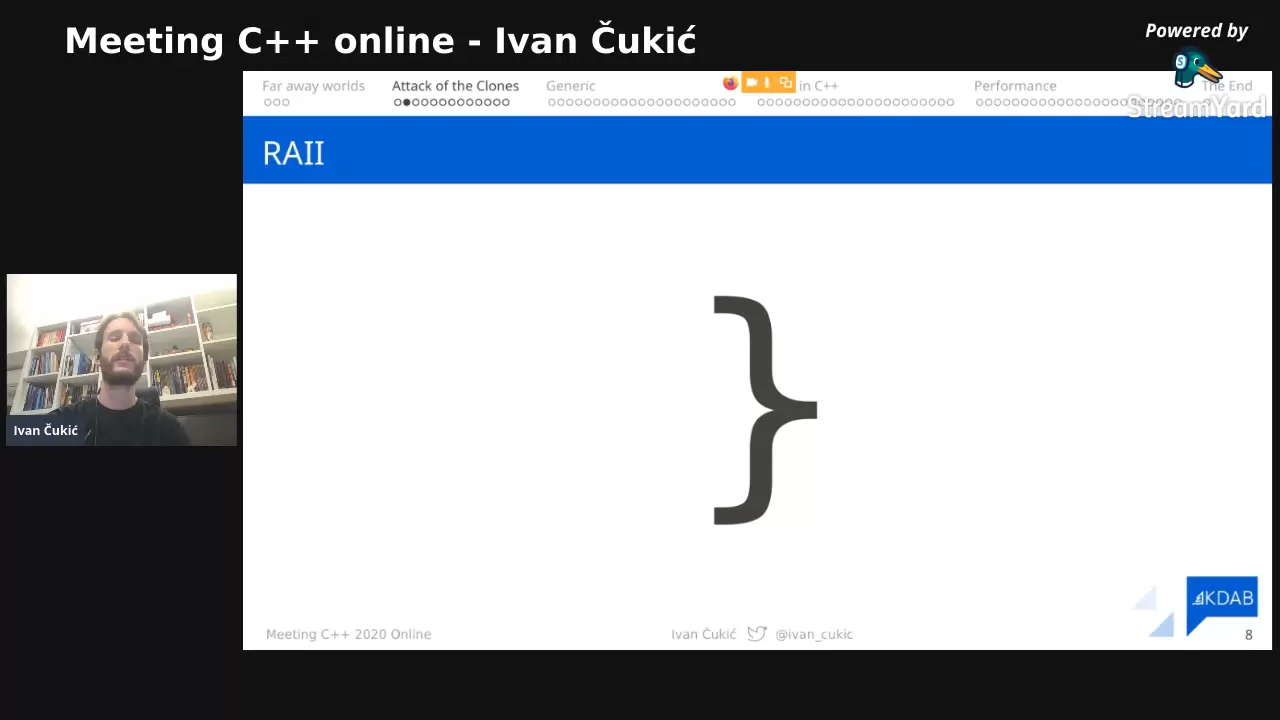 Meeting C++ online - Ivan Čukić
Powered by
StreamYard
Far away worlds
Attack of the Clones
Generic
in C++
Performance
The End
RAII
}
Ivan Čukić
KDAB
Meeting C++ 2020 Online
Ivan Čukić
@ivan_cukic
8